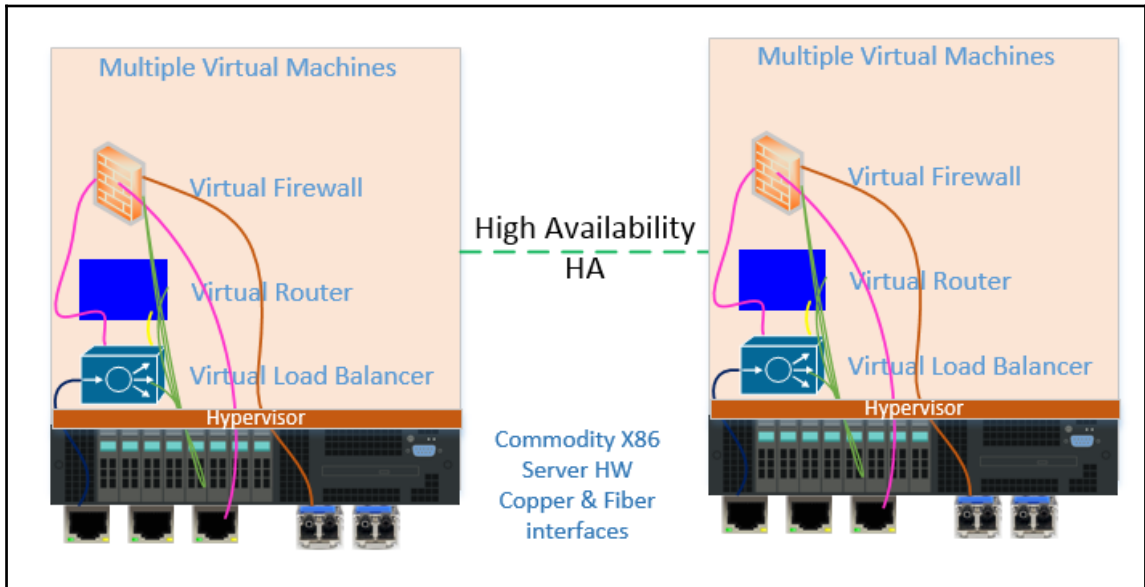 Multiple Virtual Machines
Virtual Firewall
Virtual Router
Virtual Load Balancer
Hypervisor
High Availability
HA
Commodity X86
Server HW
Copper & Fiber
interfaces
Multiple Virtual Machines
Virtual Firewall
Virtual Router
Virtual Load Balancer
Hypervisor